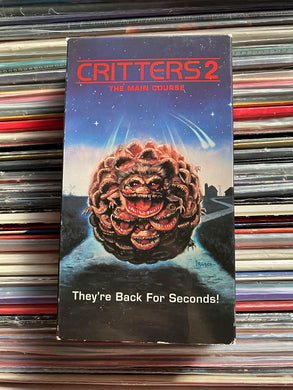 CRITTERS 2
THE MAIN COURSE
They're Back For Seconds!